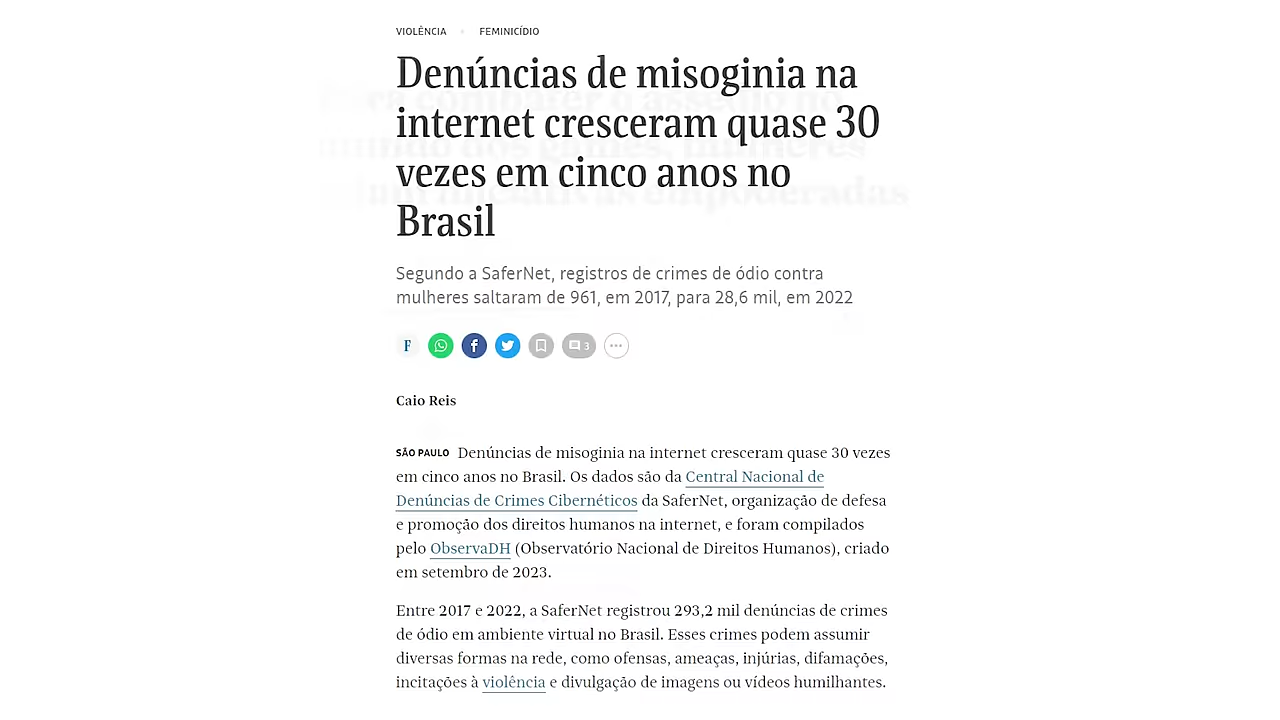 VIOLÊNCIA FEMINICÍDIO
Denúncias de misoginia na
internet cresceram quase 30
vezes em cinco anos no
Brasil
Segundo a SaferNet, registros de crimes de ódio contra
mulheres saltaram de 961, em 2017, para 28,6 mil, em 2022
F f 3
Caio Reis
SÃO PAULO Denúncias de misoginia na internet cresceram quase 30 vezes
em cinco anos no Brasil. Os dados são da Central Nacional de
Denúncias de Crimes Cibernéticos da SaferNet, organização de defesa
e promoção dos direitos humanos na internet, e foram compilados
pelo ObservaDH (Observatório Nacional de Direitos Humanos), criado
em setembro de 2023.
Entre 2017 e 2022, a SaferNet registrou 293,2 mil denúncias de crimes
de ódio em ambiente virtual no Brasil. Esses crimes podem assumir
diversas formas na rede, como ofensas, ameaças, injúrias, difamações,
incitações à violência e divulgação de imagens ou vídeos humilhantes.